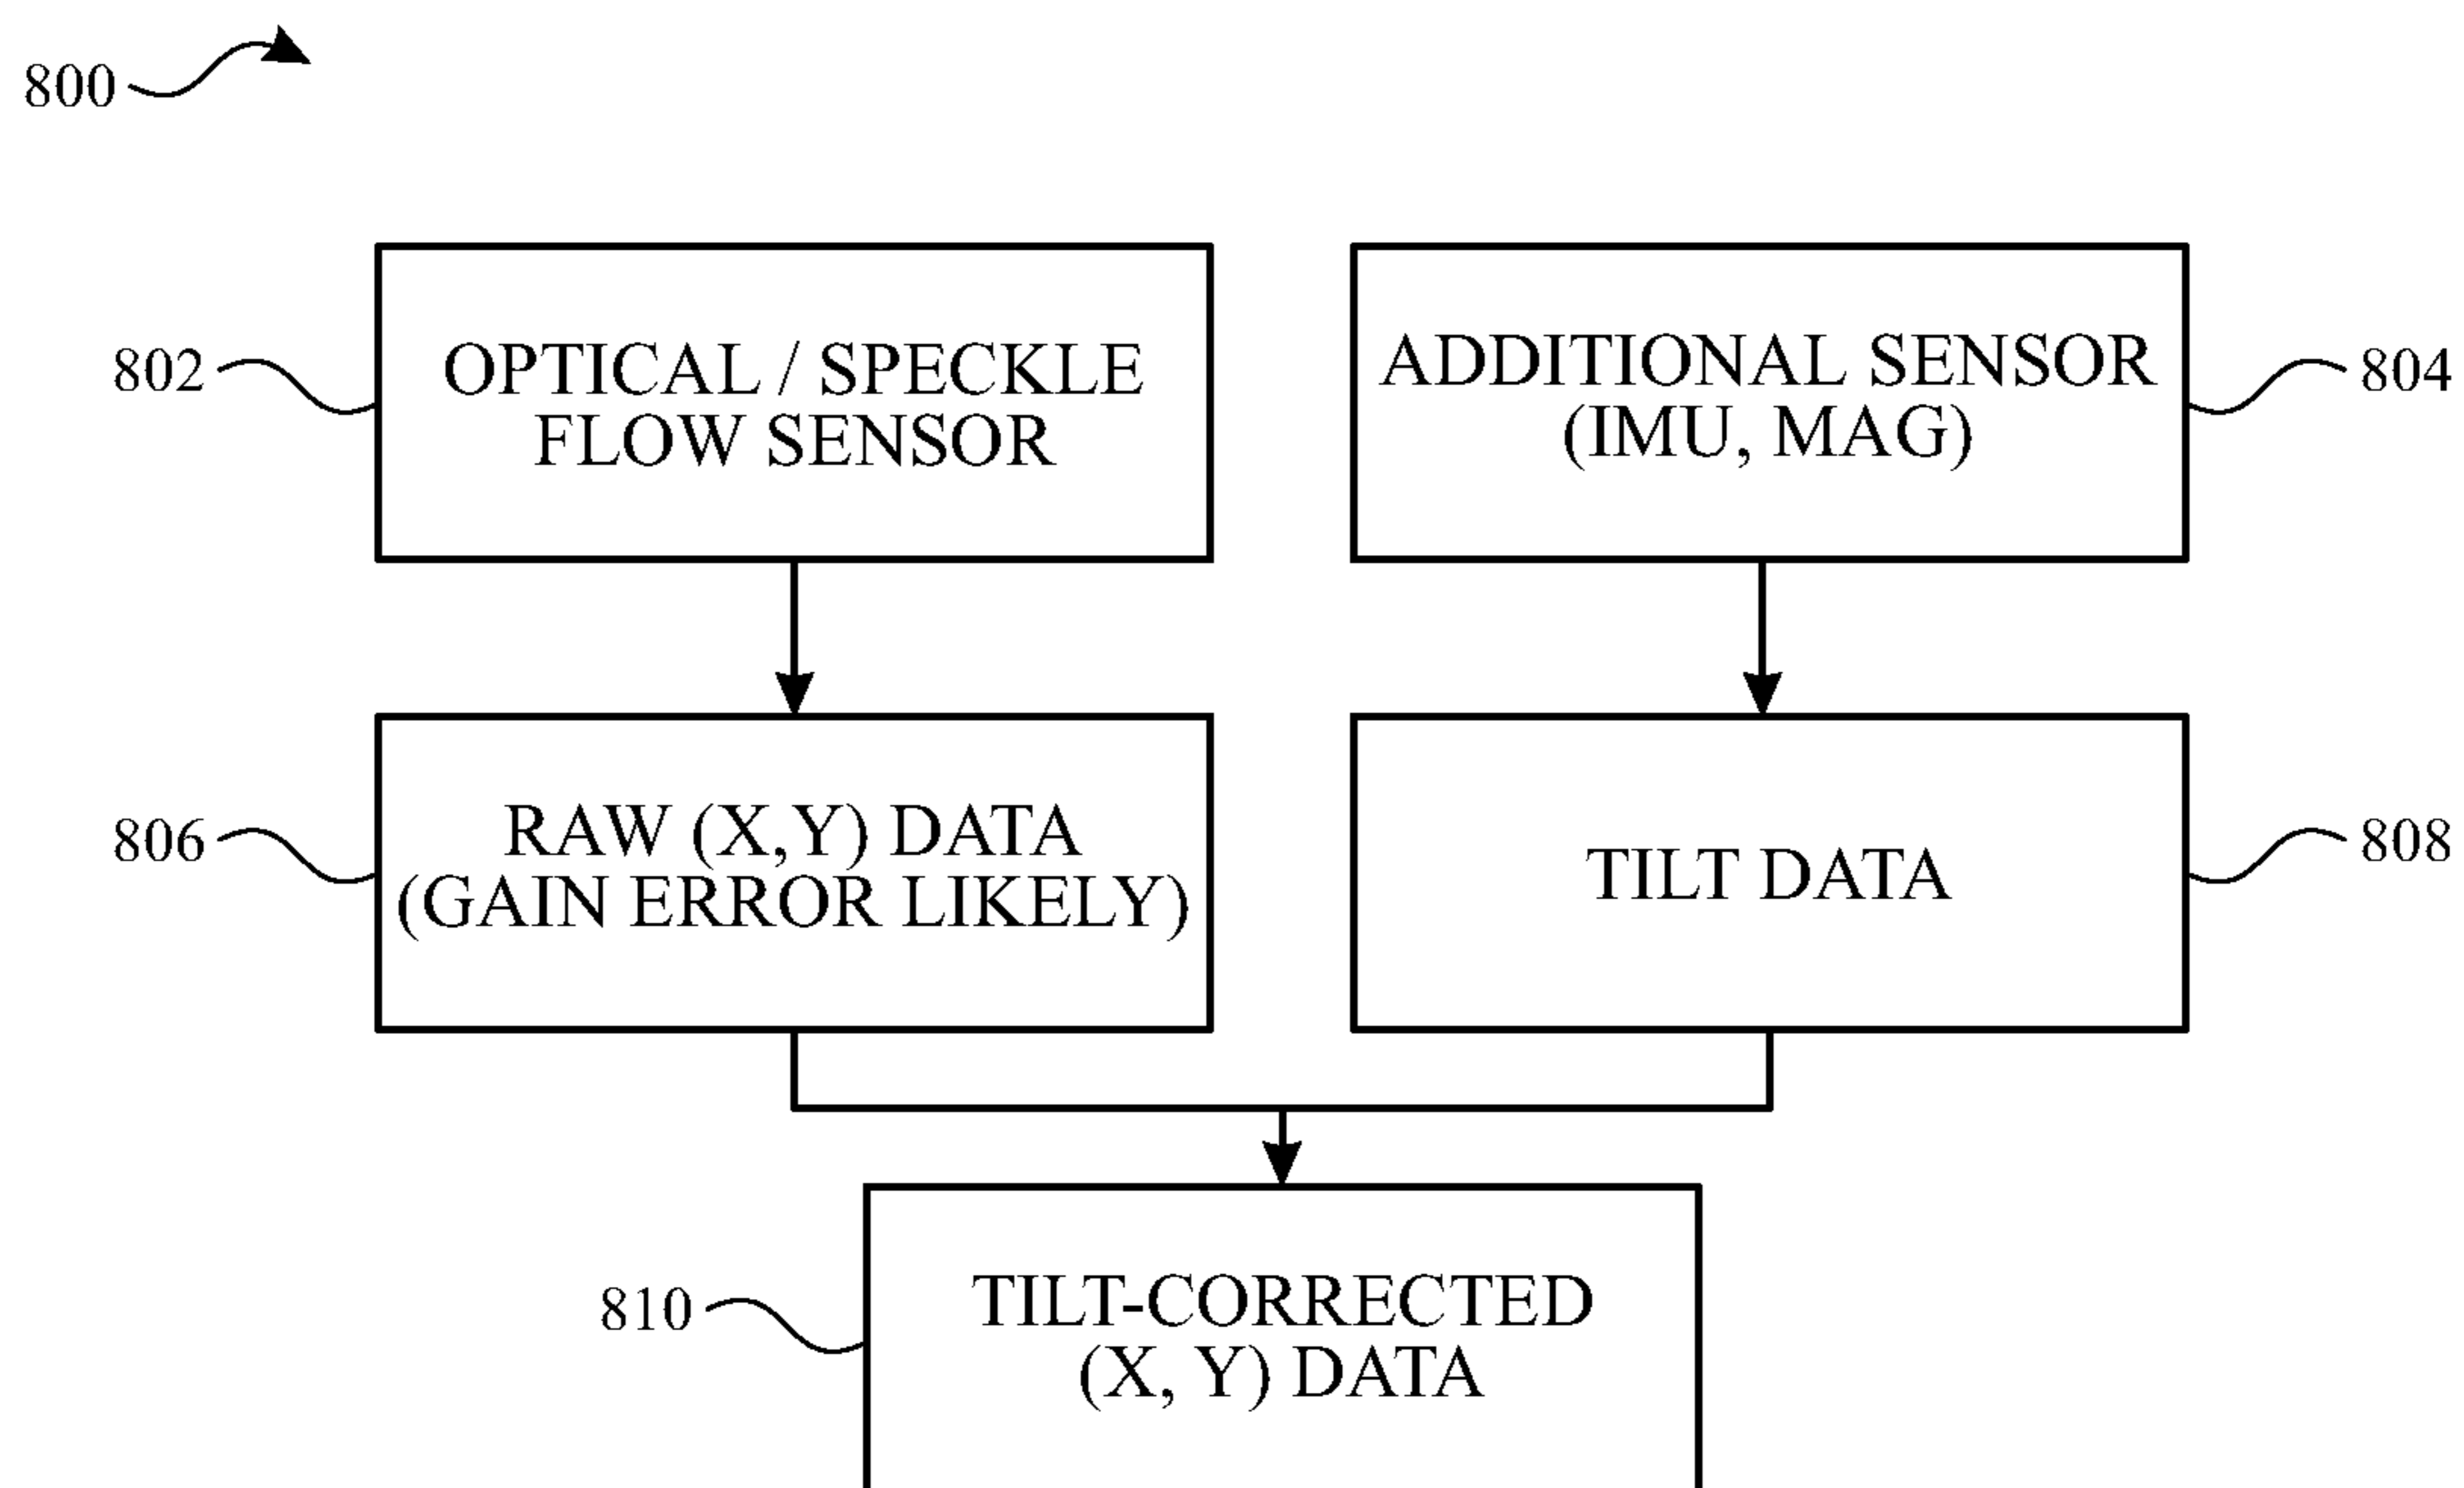 800
802
OPTICAL / SPECKLE
FLOW SENSOR
ADDITIONAL SENSOR
(IMU, MAG)
804
806
RAW (X,Y) DATA
(GAIN ERROR LIKELY)
TILT DATA
808
810
TILT-CORRECTED
(X, Y) DATA